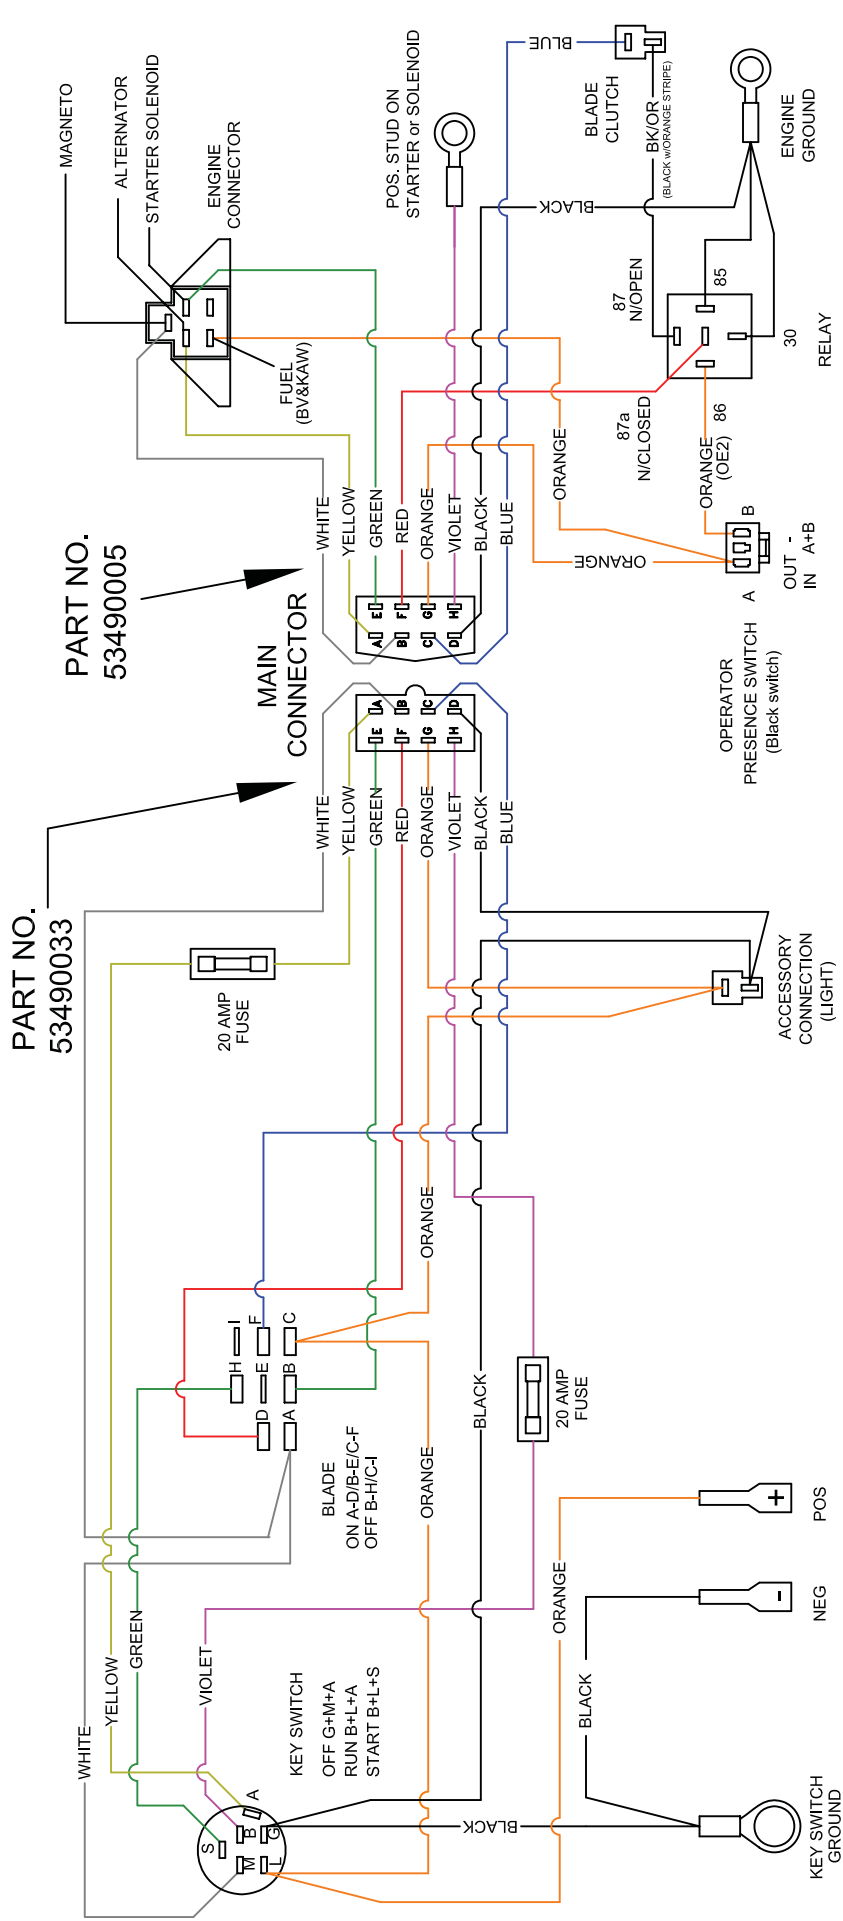 MAGNETO
ALTERNATOR
STARTER SOLENOID
ENGINE
CONNECTOR
FUEL
(BV&KAW)
POS. STUD ON
STARTER or SOLENOID
BLUE
BLADE
CLUTCH
BK/OR
(BLACK w/ORANGE STRIPE)
ENGINE
GROUND
BLACK
87
N/OPEN
85
30
RELAY
87a
N/CLOSED
86
ORANGE
(OE2)
ORANGE
ORANGE
B
A
OUT -
IN A+B
OPERATOR
PRESENCE SWITCH
(Black switch)
PART NO.
53490005
MAIN
CONNECTOR
WHITE
YELLOW
GREEN
RED
ORANGE
VIOLET
BLACK
BLUE
E
F
G
H
A
B
C
D
A
B
C
D
E
F
G
H
WHITE
YELLOW
GREEN
RED
ORANGE
VIOLET
BLACK
BLUE
PART NO.
53490033
20 AMP
FUSE
ACCESSORY
CONNECTION
(LIGHT)
ORANGE
I
F
C
H
E
B
D
A
BLADE
ON A-D/B-E/C-F
OFF B-H/C-I
BLACK
20 AMP
FUSE
ORANGE
ORANGE
+
POS
-
NEG
BLACK
WHITE
YELLOW
GREEN
VIOLET
KEY SWITCH
OFF G+M+A
RUN B+L+A
START B+L+S
A
S
B
G
M
L
BLACK
KEY SWITCH
GROUND